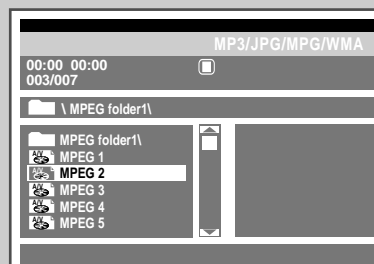 MP3/JPG/MPG/WMA
00:00 00:00
003/007
\ MPEG folder1\
MPEG folder1\
A/V MPEG 1
A/V MPEG 2
A/V MPEG 3
A/V MPEG 4
A/V MPEG 5